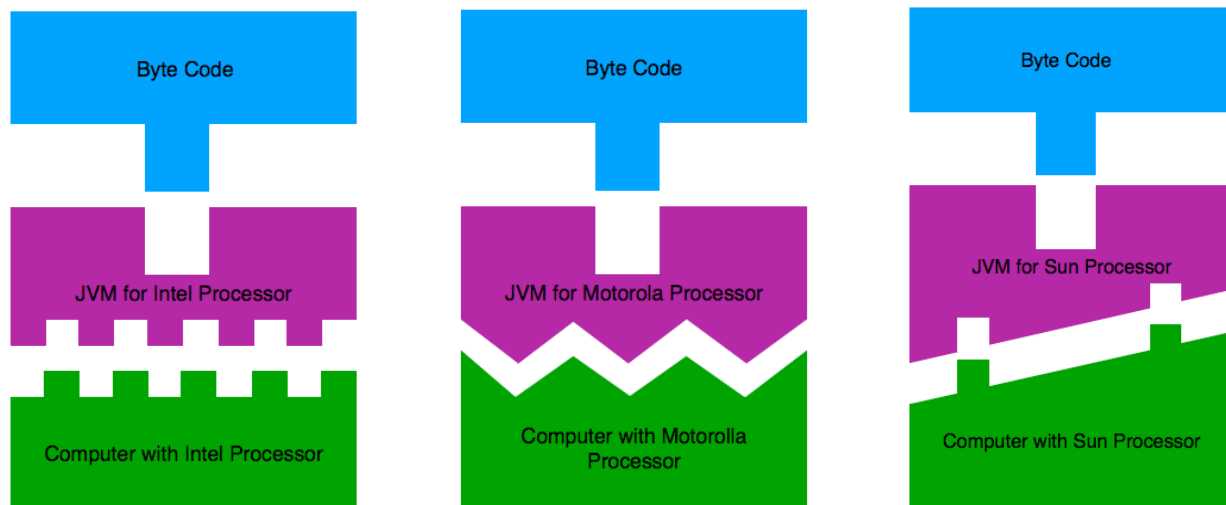 Byte Code
JVM for Intel Processor
Computer with Intel Processor
Byte Code
JVM for Motorola Processor
Computer with Motorolla
Processor
Byte Code
JVM for Sun Processor
Computer with Sun Processor